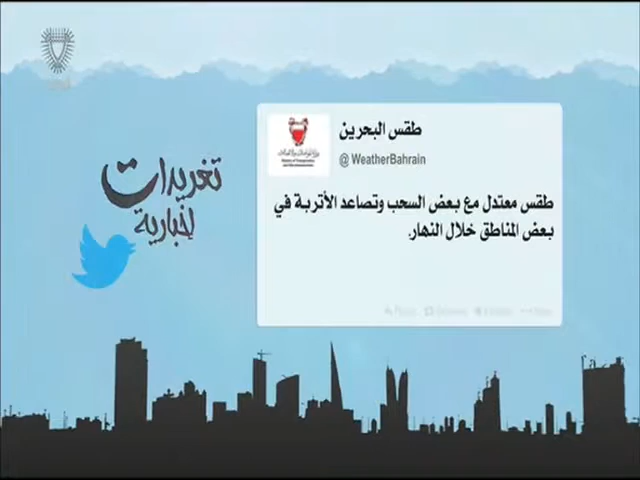 تغريدات
إخبارية
طقس البحرين
@WeatherBahrain
طقس معتدل مع بعض السحب وتصاعد الأتربة في
بعض المناطق خلال النهار.